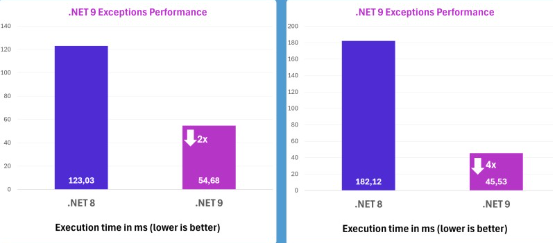 .NET 9 Exceptions Performance
140
120
100
80
60
40
20
0
123,03
2x
54,68
.NET 8
.NET 9
Execution time in ms (lower is better)
.NET 9 Exceptions Performance
200
180
160
140
120
100
80
60
40
20
0
182,12
4x
45,53
.NET 8
.NET 9
Execution time in ms (lower is better)